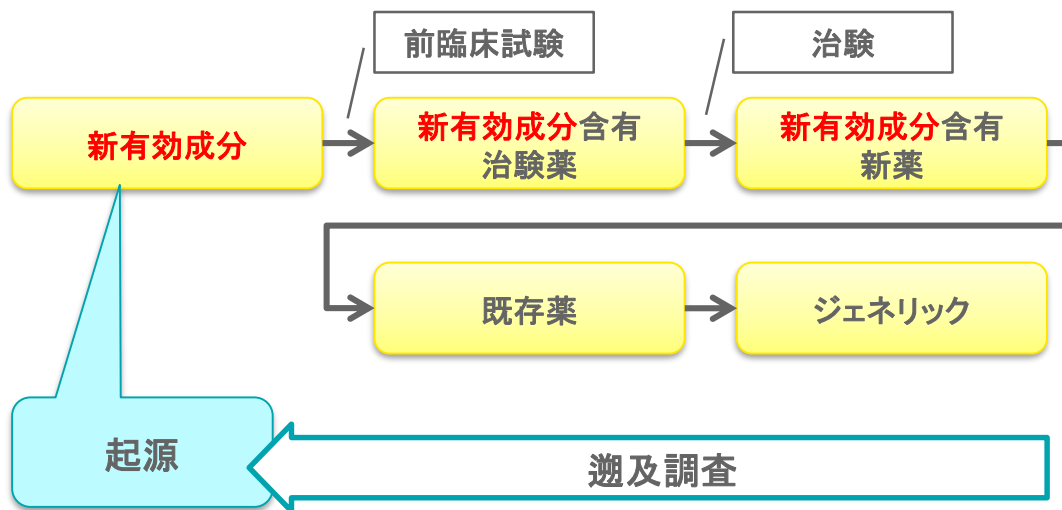 前臨床試験
治験
新有効成分
新有効成分含有
治験薬
新有効成分含有
新薬
既存薬
ジェネリック
起源
遡及調査